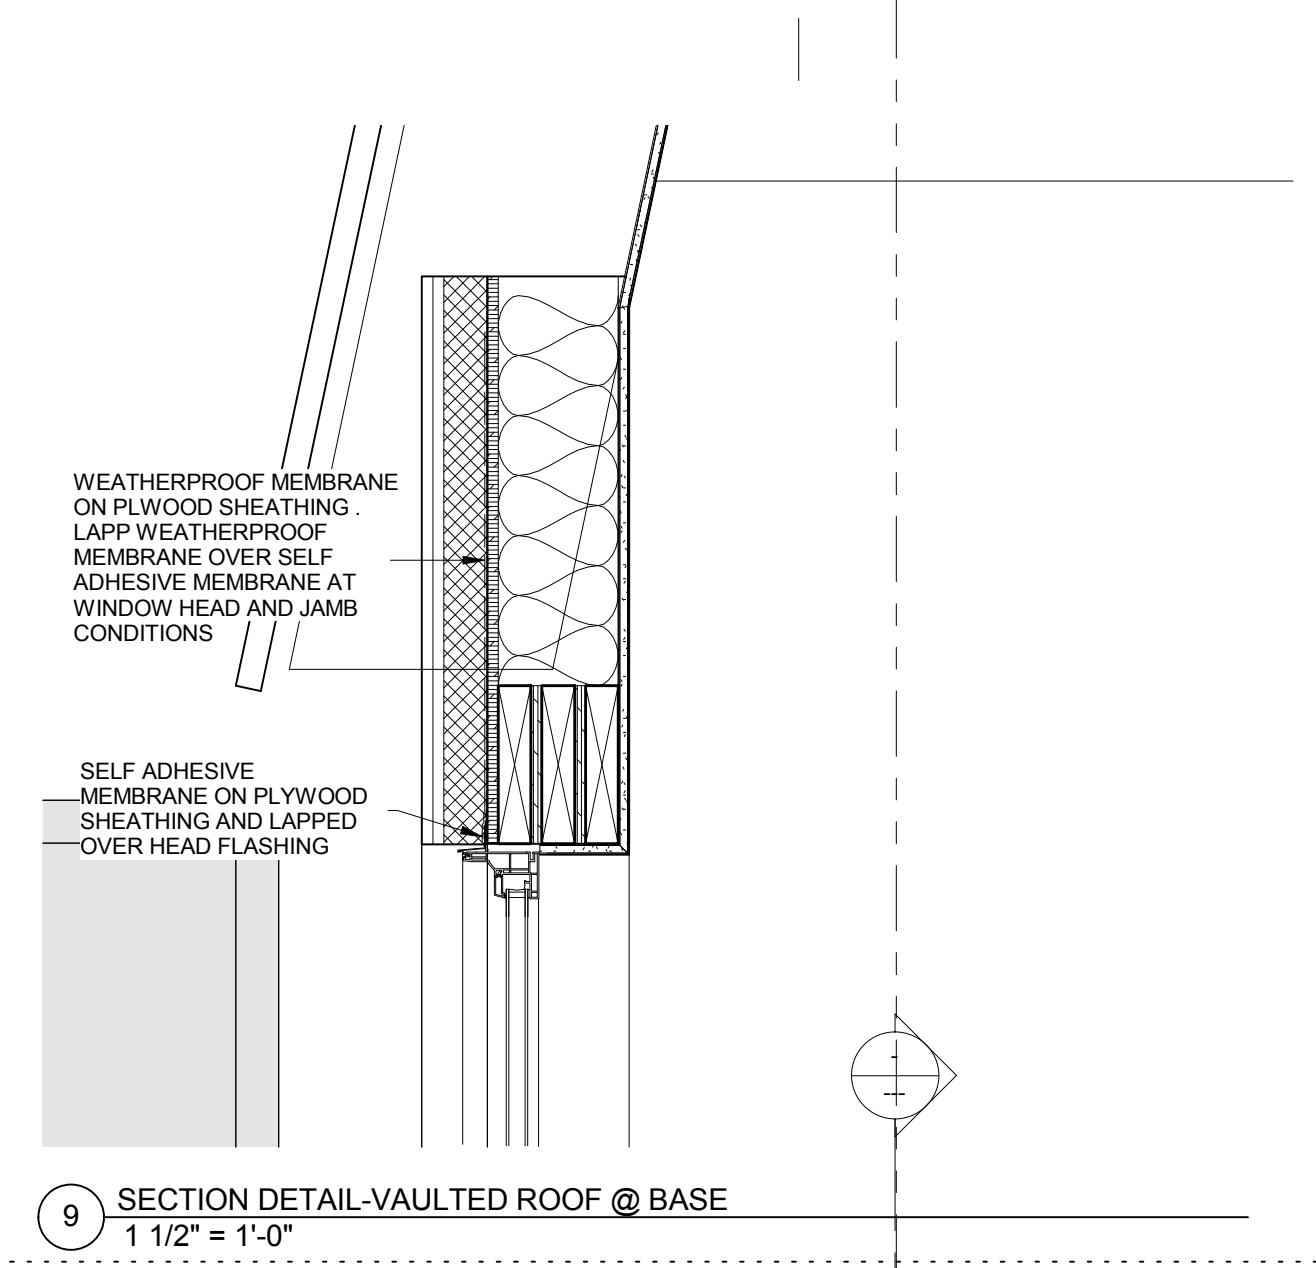 WEATHERPROOF MEMBRANE
ON PLWOOD SHEATHING .
LAPP WEATHERPROOF
MEMBRANE OVER SELF
ADHESIVE MEMBRANE AT
WINDOW HEAD AND JAMB
CONDITIONS
SELF ADHESIVE
MEMBRANE ON PLYWOOD
SHEATHING AND LAPPED
OVER HEAD FLASHING
-
---
9
SECTION DETAIL-VAULTED ROOF @ BASE
1 1/2" = 1'-0"